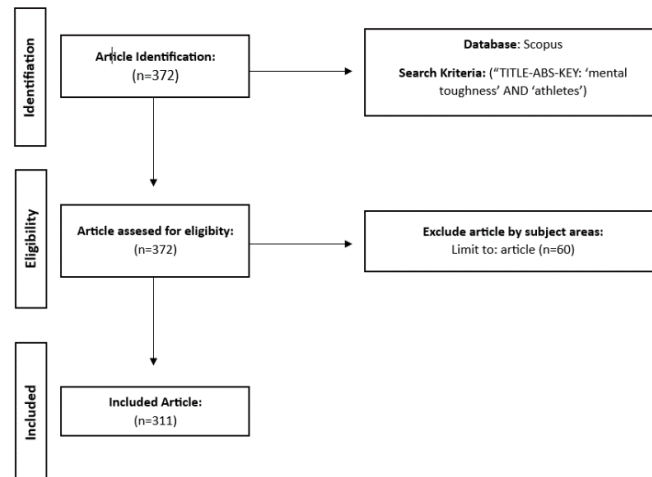 Identifiation
Article Identification:
(n=372)
Database: Scopus
Search Kriteria: ("TITLE-ABS-KEY: 'mental
toughness' AND 'athletes')
Eligibility
Article assesed for eligibity:
(n=372)
Exclude article by subject areas:
Limit to: article (n=60)
Included
Included Article:
(n=311)